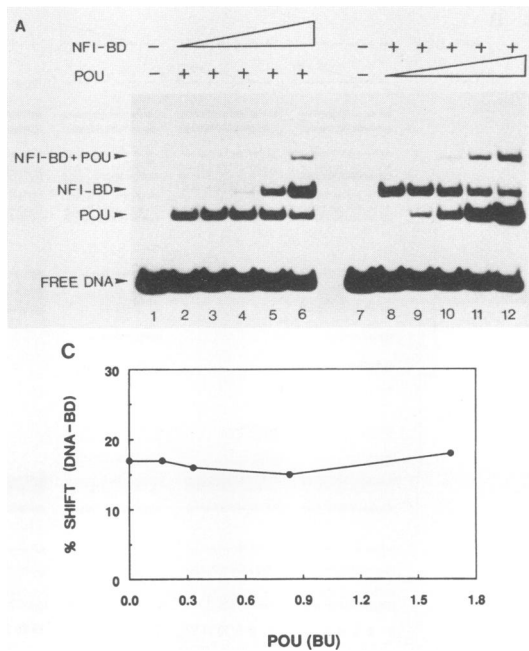 A
NFI-BD – –
POU – + + + + +
– + + + + +
–
NFI-BD+POU
NFI-BD
POU
FREE DNA
1 2 3 4 5 6 7 8 9 10 11 12
C
% SHIFT (DNA-BD)
30
20
10
0
0.0 0.3 0.6 0.9 1.2 1.5 1.8
POU (BU)